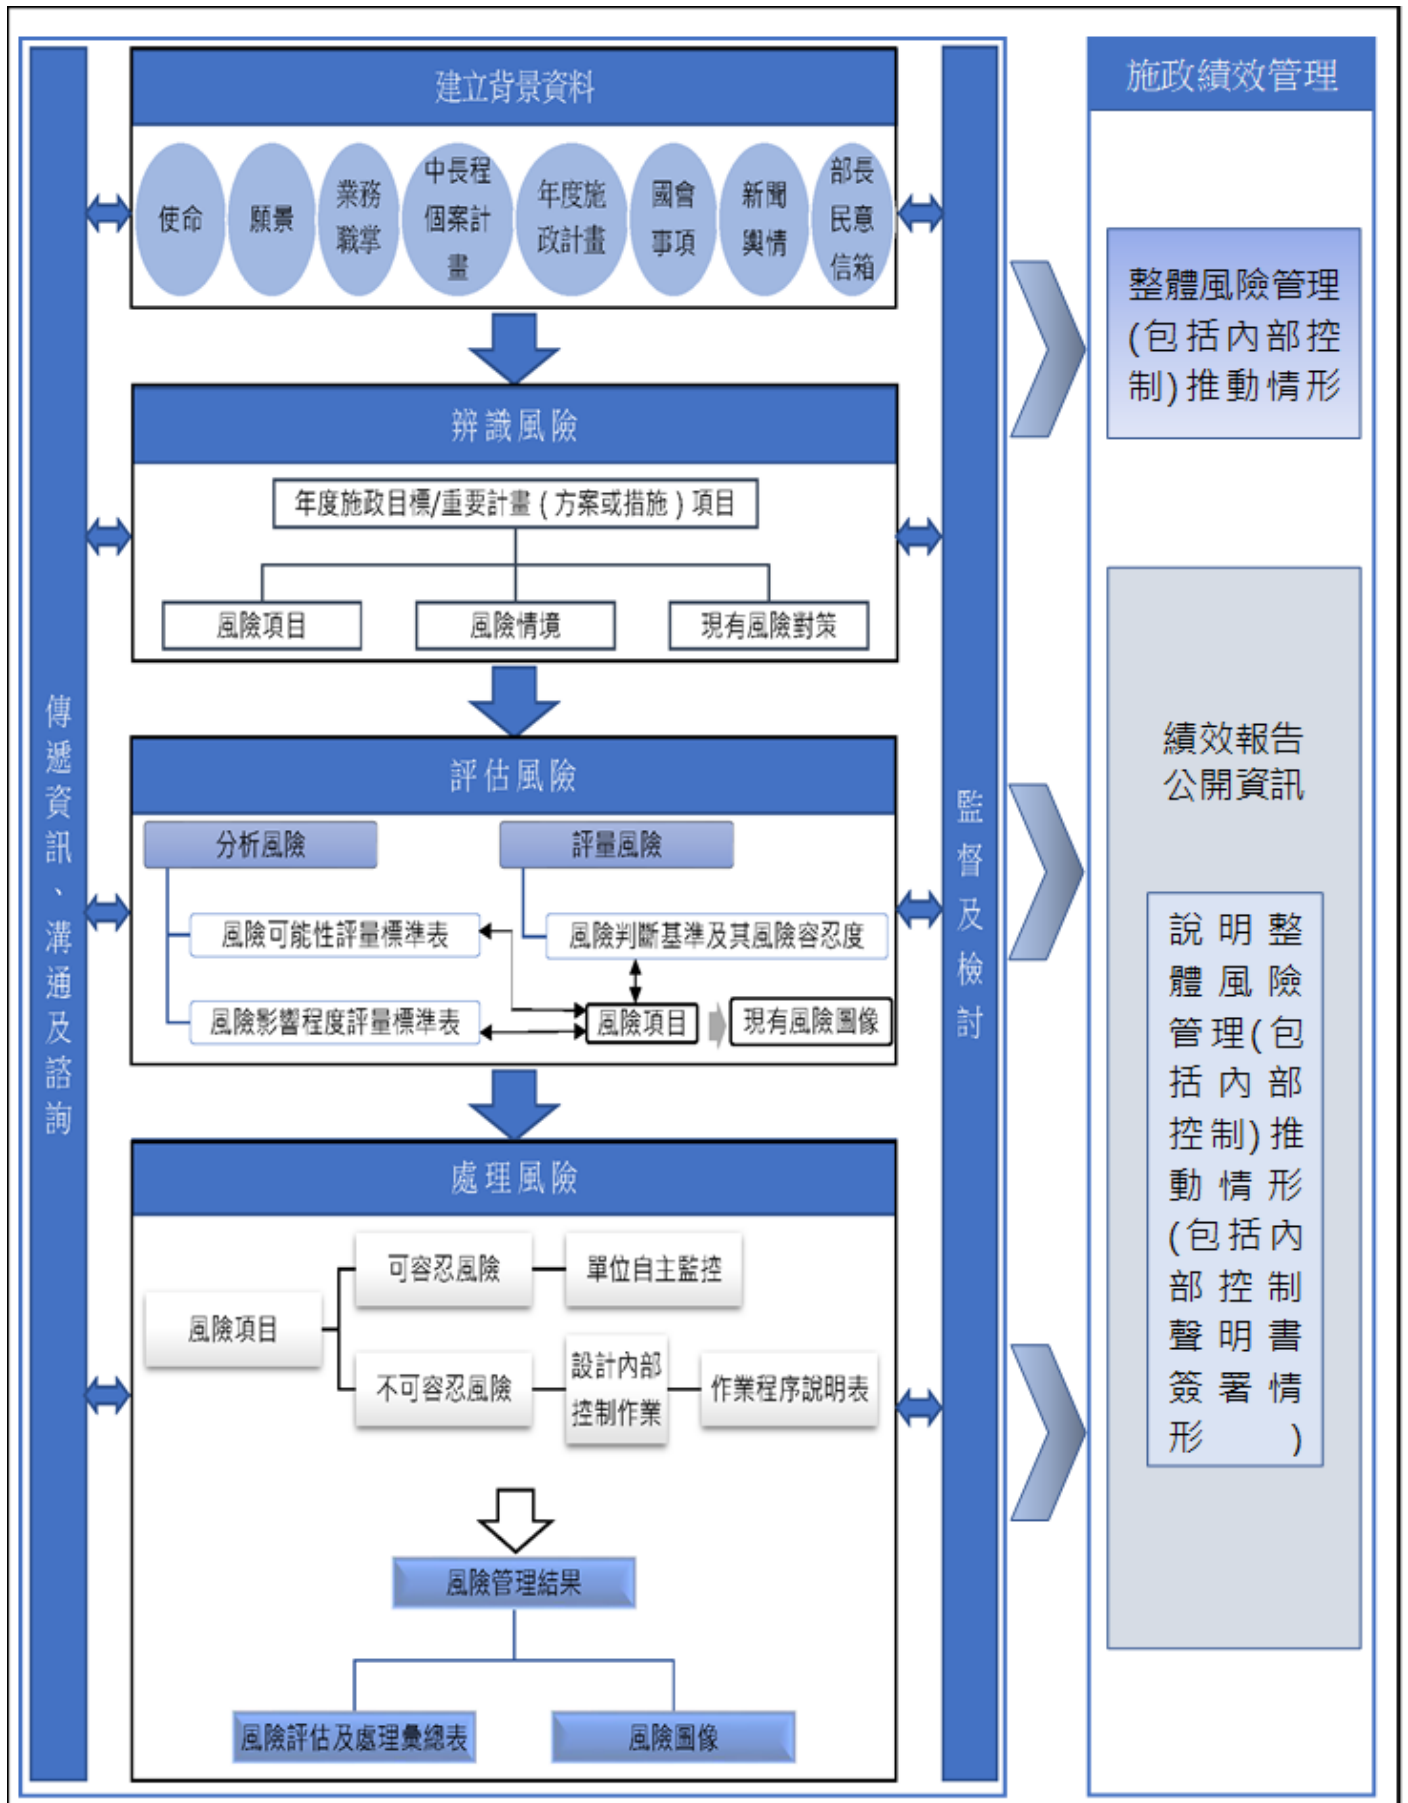 建立背景資料
使命
願景
業務
職掌
中長程
個案計
畫
年度施
政計畫
國會
事項
新聞
輿情
部長
民意
信箱
辨識風險
年度施政目標/重要計畫(方案或措施)項目
風險項目
風險情境
現有風險對策
評估風險
分析風險
評量風險
風險可能性評量標準表
風險判斷基準及其風險容忍度
風險影響程度評量標準表
風險項目
現有風險圖像
處理風險
風險項目
可容忍風險
單位自主監控
不可容忍風險
設計內部
控制作業
作業程序說明表
風險管理結果
風險評估及處理彙總表
風險圖像
傳遞資訊、溝通及諮詢
監督及檢討
施政績效管理
整體風險管理
(包括內部控
制)推動情形
績效報告
公開資訊
說明整
體風險
管理(包
括內部
控制)推
動情形
(包括內
部控制
聲明書
簽署情
形)